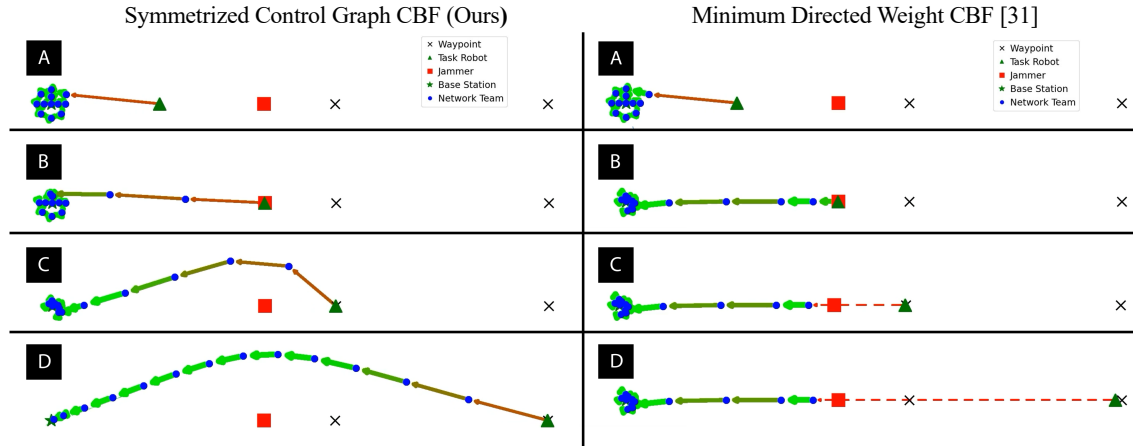 Symmetrized Control Graph CBF (Ours)
Minimum Directed Weight CBF [31]
A
Waypoint
Task Robot
Jammer
Base Station
Network Team
A
Waypoint
Task Robot
Jammer
Base Station
Network Team
B
B
C
C
D
D